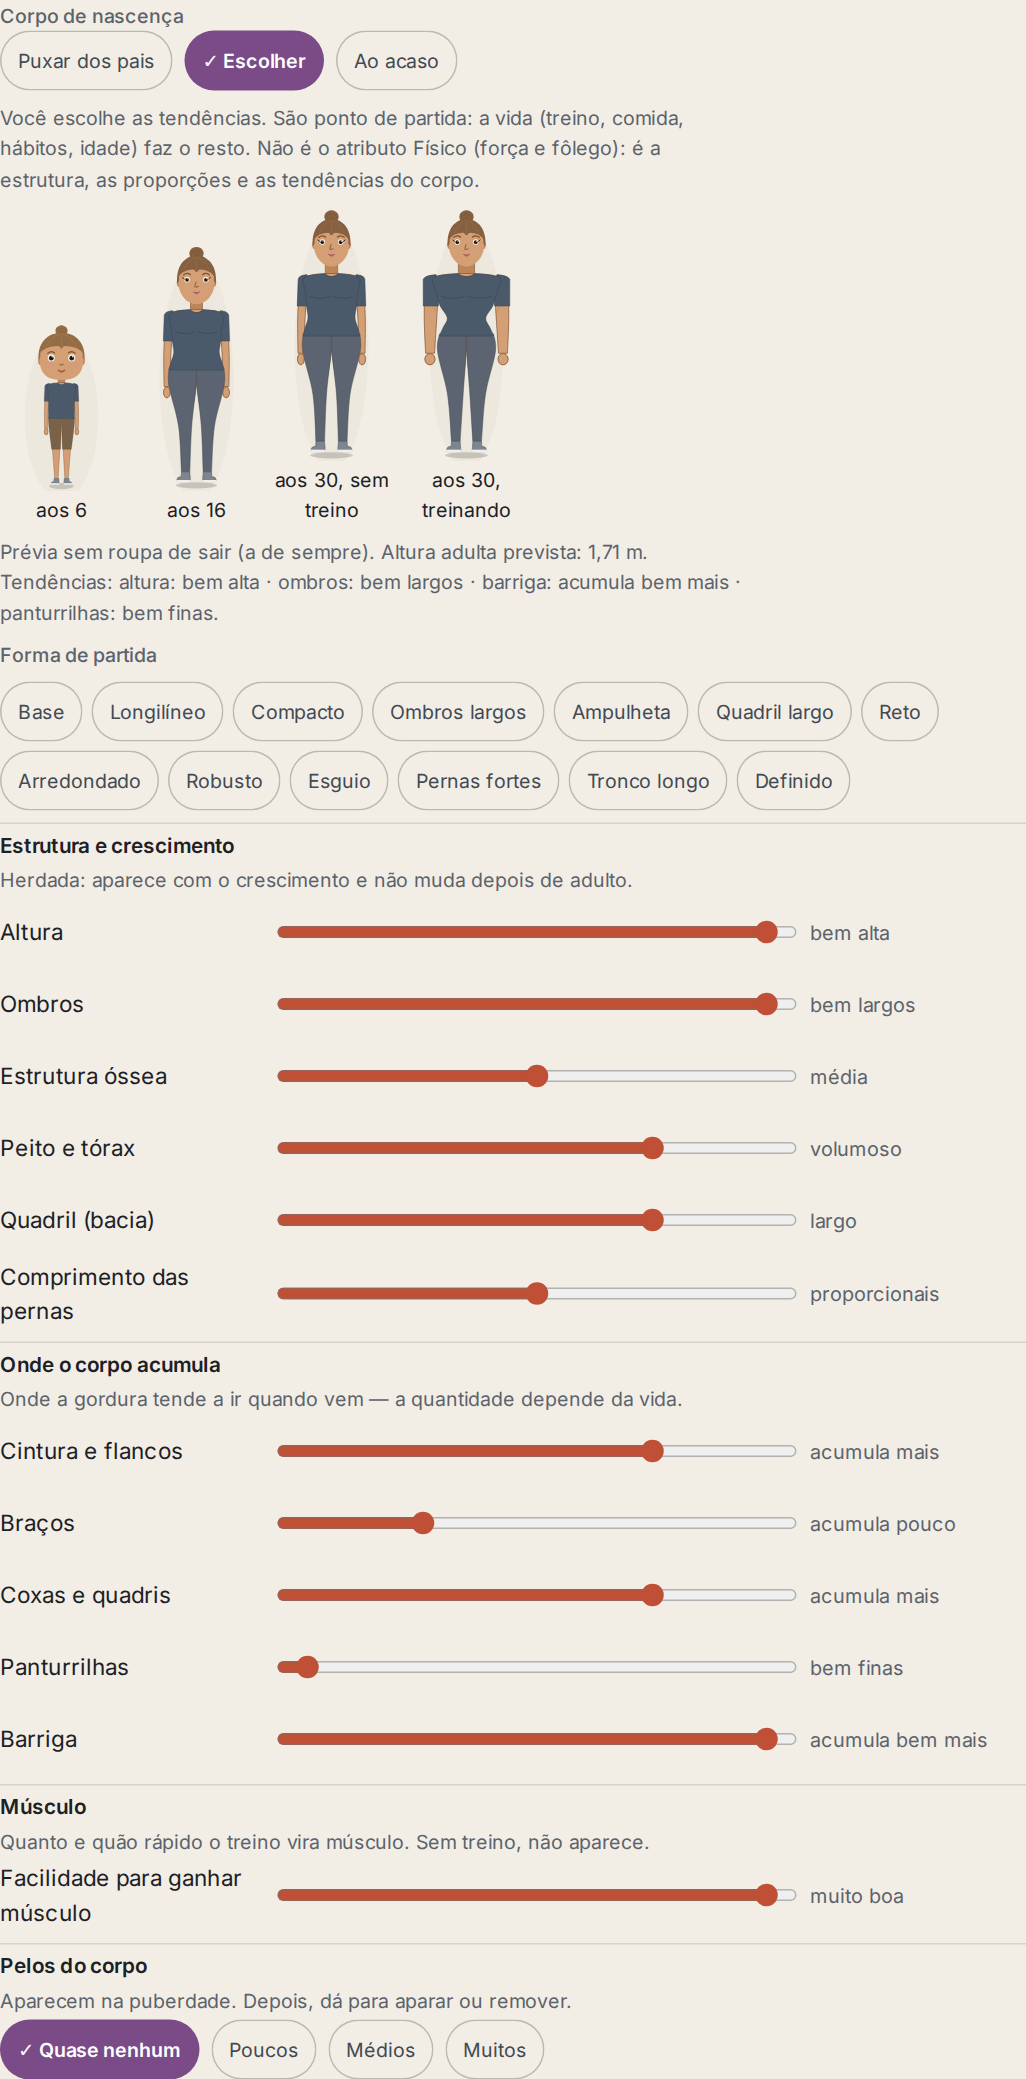 Corpo de nascença
Puxar dos pais
✓ Escolher
Ao acaso
Você escolhe as tendências. São ponto de partida: a vida (treino, comida,
hábitos, idade) faz o resto. Não é o atributo Físico (força e fôlego): é a
estrutura, as proporções e as tendências do corpo.
aos 6
aos 16
aos 30, sem
treino
aos 30,
treinando
Prévia sem roupa de sair (a de sempre). Altura adulta prevista: 1,71 m.
Tendências: altura: bem alta · ombros: bem largos · barriga: acumula bem mais ·
panturrilhas: bem finas.
Forma de partida
Base
Longilíneo
Compacto
Ombros largos
Ampulheta
Quadril largo
Reto
Arredondado
Robusto
Esguio
Pernas fortes
Tronco longo
Definido
Estrutura e crescimento
Herdada: aparece com o crescimento e não muda depois de adulto.
Altura
bem alta
Ombros
bem largos
Estrutura óssea
média
Peito e tórax
volumoso
Quadril (bacia)
largo
Comprimento das
pernas
proporcionais
Onde o corpo acumula
Onde a gordura tende a ir quando vem — a quantidade depende da vida.
Cintura e flancos
acumula mais
Braços
acumula pouco
Coxas e quadris
acumula mais
Panturrilhas
bem finas
Barriga
acumula bem mais
Músculo
Quanto e quão rápido o treino vira músculo. Sem treino, não aparece.
Facilidade para ganhar
músculo
muito boa
Pelos do corpo
Aparecem na puberdade. Depois, dá para aparar ou remover.
✓ Quase nenhum
Poucos
Médios
Muitos